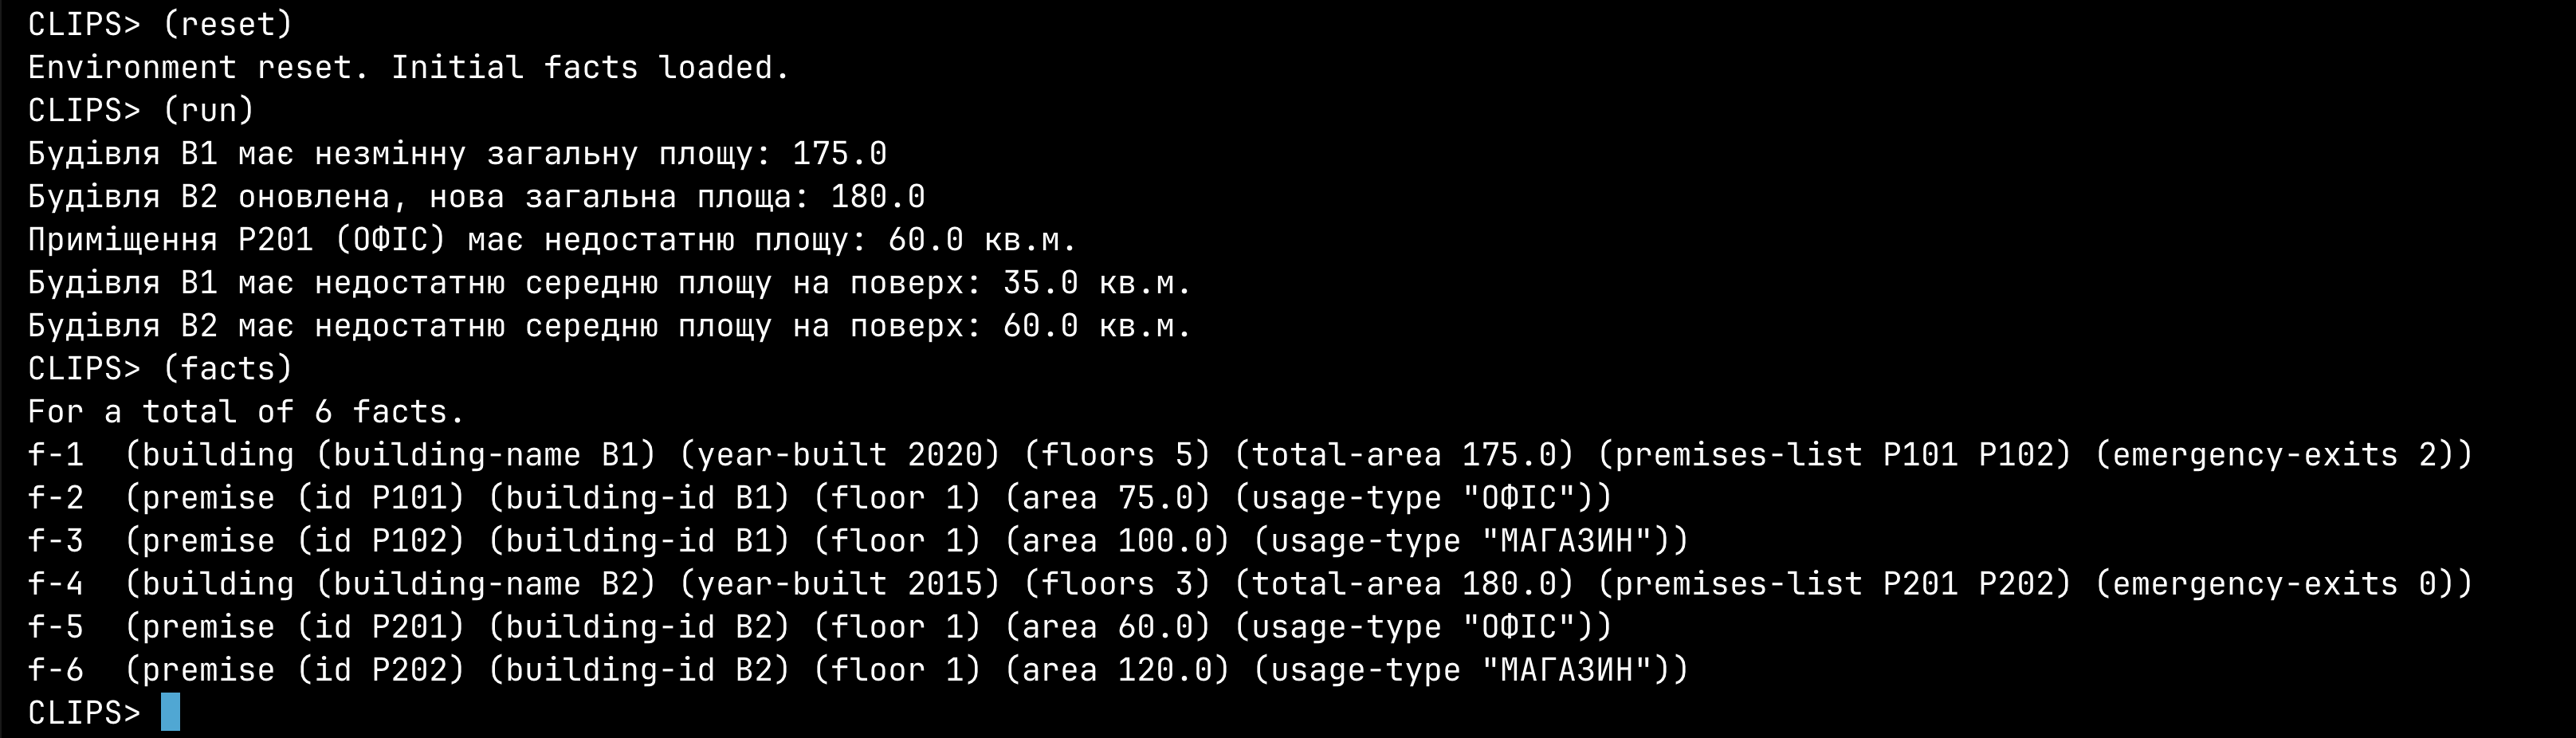 CLIPS> (reset)
Environment reset. Initial facts loaded.
CLIPS> (run)
Будівля B1 має незмінну загальну площу: 175.0
Будівля B2 оновлена, нова загальна площа: 180.0
Приміщення P201 (ОФІС) має недостатню площу: 60.0 кв.м.
Будівля B1 має недостатню середню площу на поверх: 35.0 кв.м.
Будівля B2 має недостатню середню площу на поверх: 60.0 кв.м.
CLIPS> (facts)
For a total of 6 facts.
f-1  (building (building-name B1) (year-built 2020) (floors 5) (total-area 175.0) (premises-list P101 P102) (emergency-exits 2))
f-2  (premise (id P101) (building-id B1) (floor 1) (area 75.0) (usage-type "ОФІС"))
f-3  (premise (id P102) (building-id B1) (floor 1) (area 100.0) (usage-type "МАГАЗИН"))
f-4  (building (building-name B2) (year-built 2015) (floors 3) (total-area 180.0) (premises-list P201 P202) (emergency-exits 0))
f-5  (premise (id P201) (building-id B2) (floor 1) (area 60.0) (usage-type "ОФІС"))
f-6  (premise (id P202) (building-id B2) (floor 1) (area 120.0) (usage-type "МАГАЗИН"))
CLIPS>